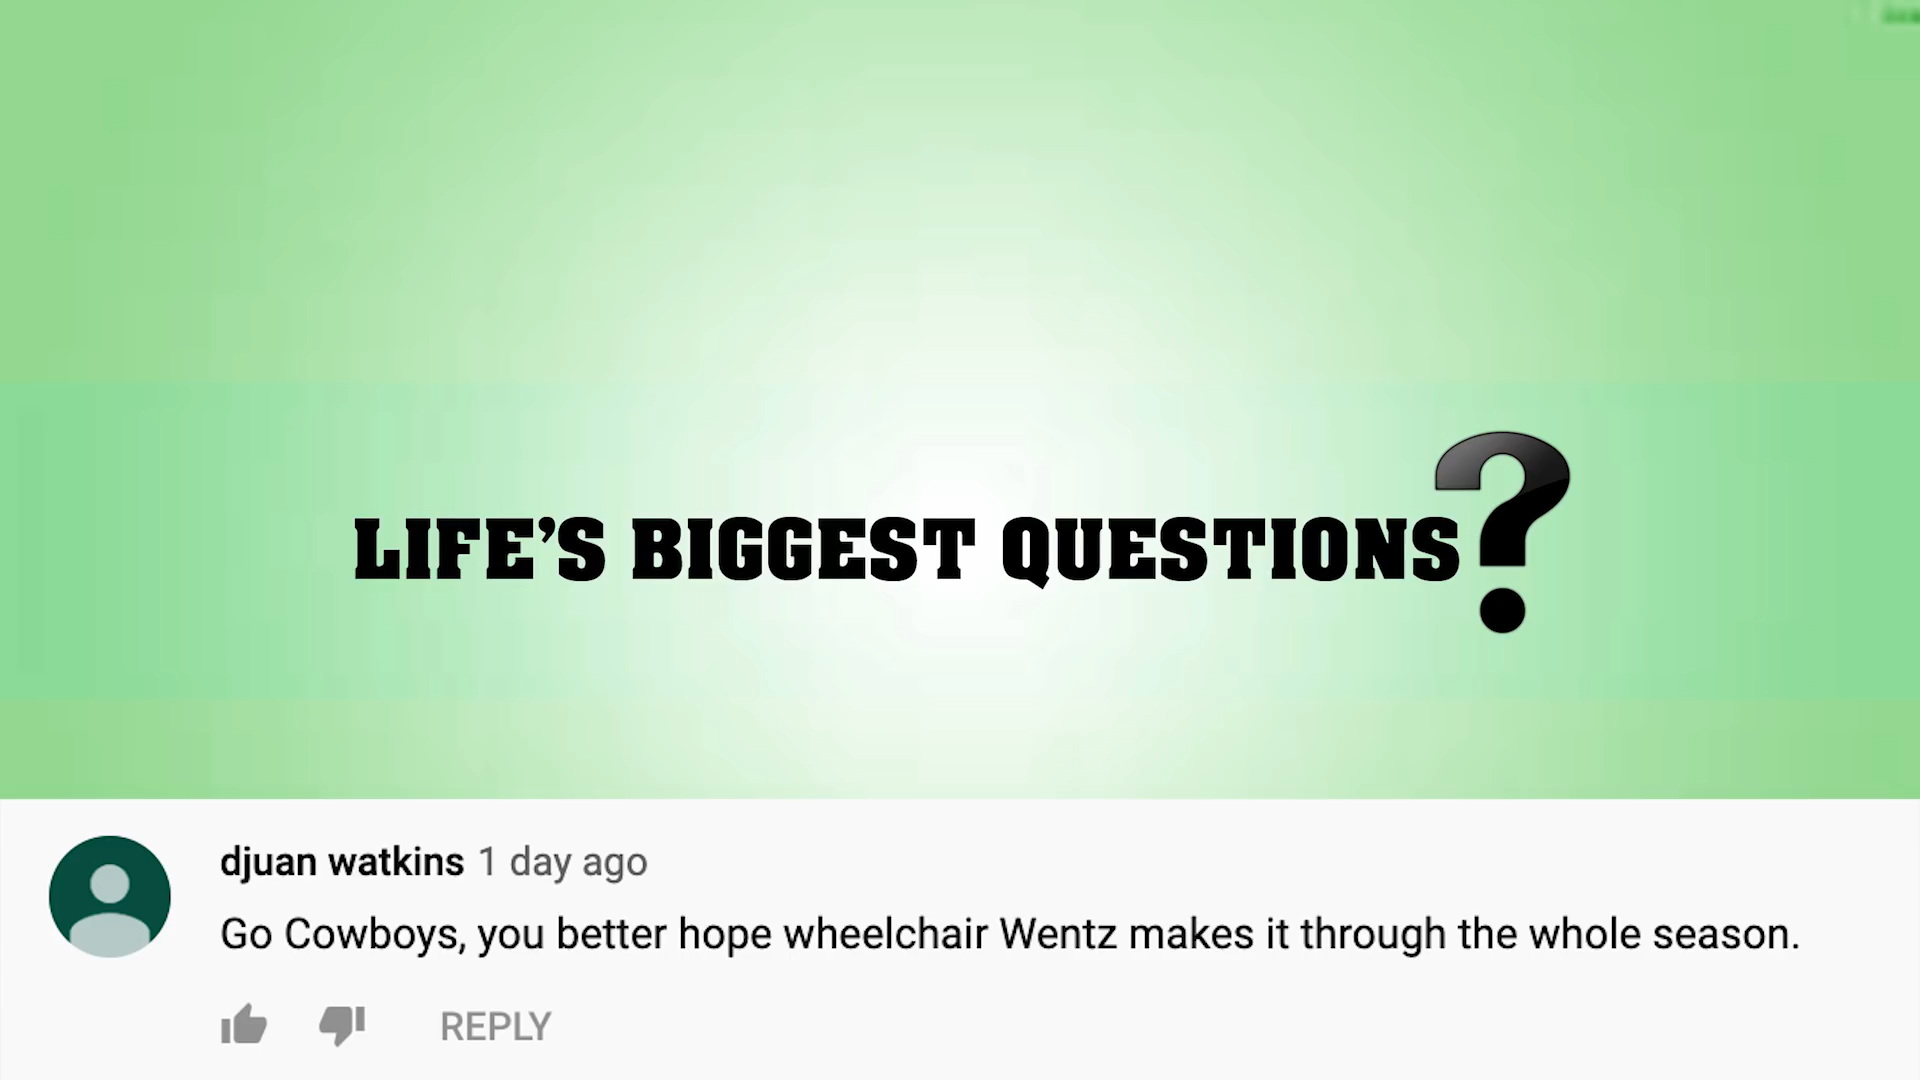 LIFE'S BIGGEST QUESTIONS?
djuan watkins 1 day ago
Go Cowboys, you better hope wheelchair Wentz makes it through the whole season.
REPLY